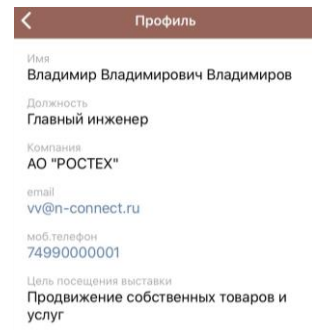 Профиль
Имя
Владимир Владимирович Владимиров
Должность
Главный инженер
Компания
АО "РОСТЕХ"
email
vv@n-connect.ru
моб.телефон
74990000001
Цель посещения выставки
Продвижение собственных товаров и
услуг